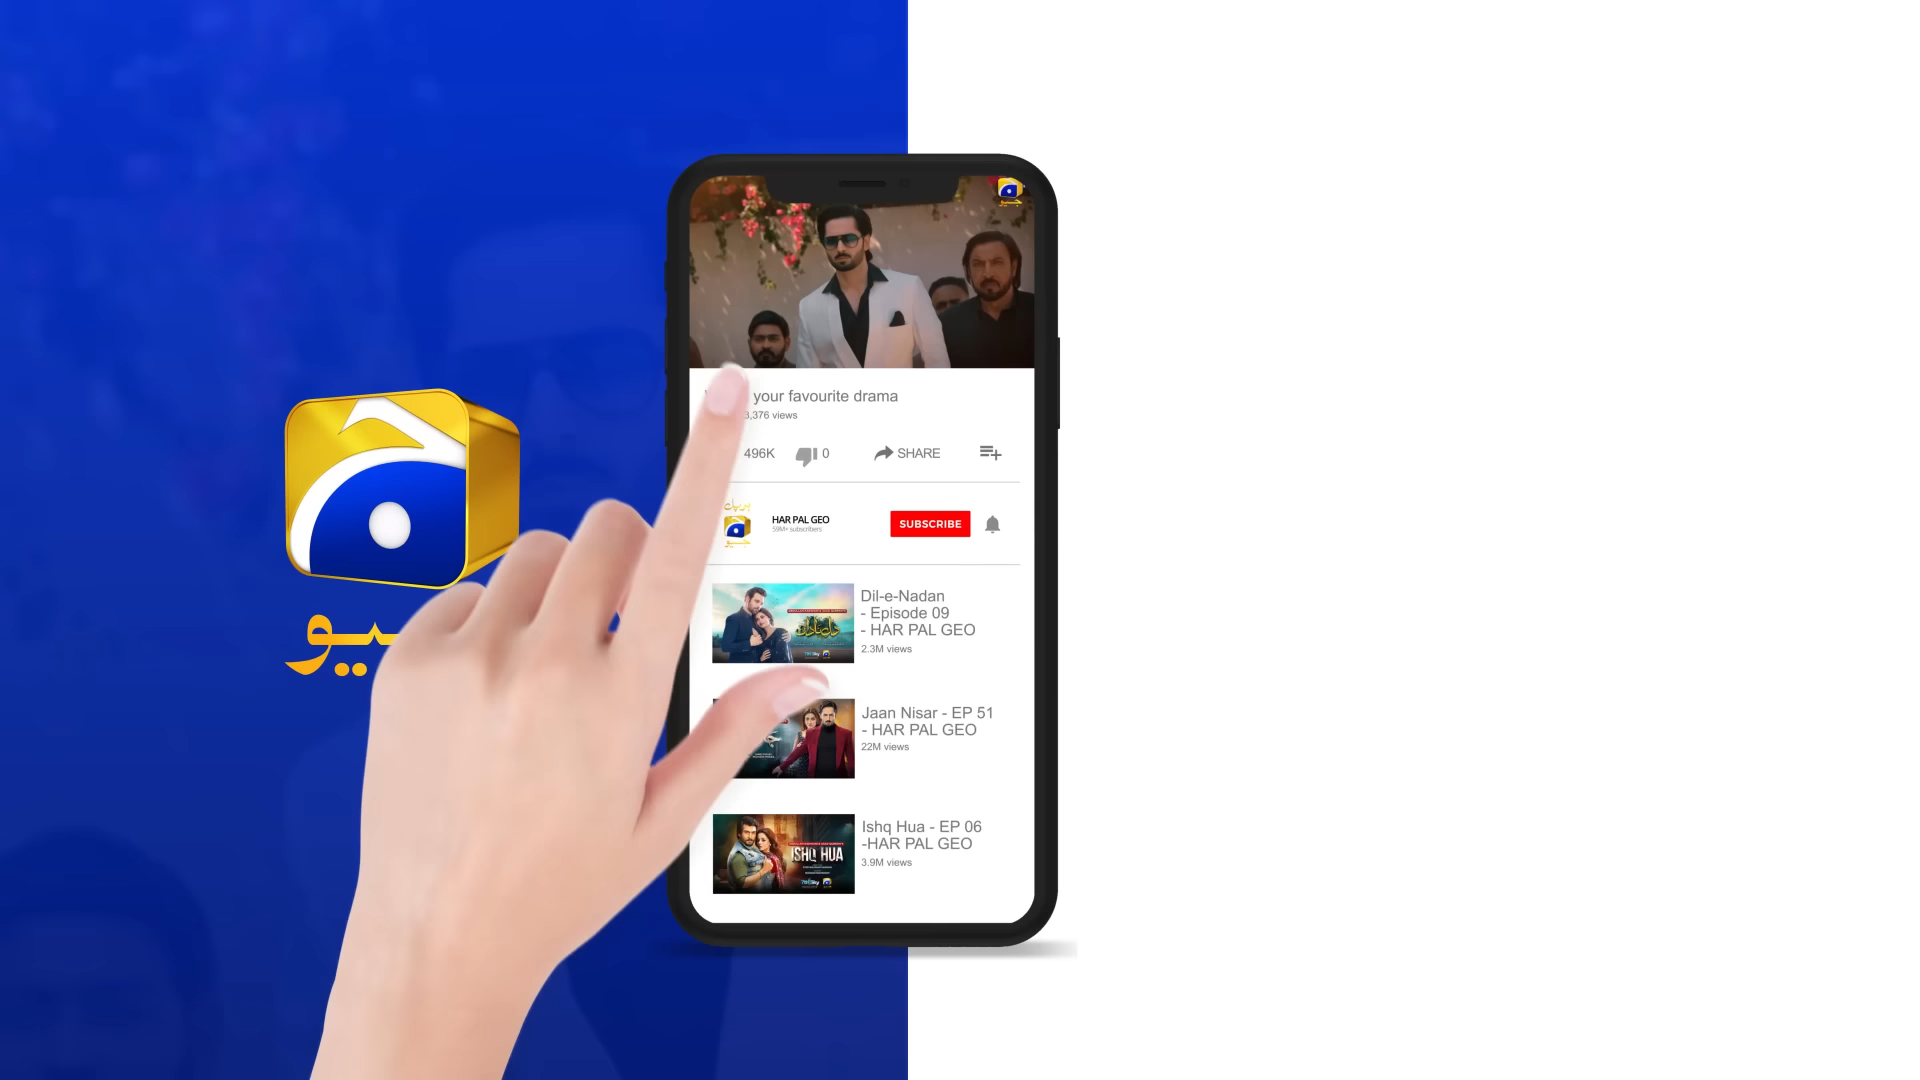 your favourite drama
3,376 views
496K
0
SHARE
HAR PAL GEO
59M+ subscribers
SUBSCRIBE
Dil-e-Nadan
- Episode 09
- HAR PAL GEO
2.3M views
Jaan Nisar - EP 51
- HAR PAL GEO
22M views
ISHQ HUA
Ishq Hua - EP 06
-HAR PAL GEO
3.9M views